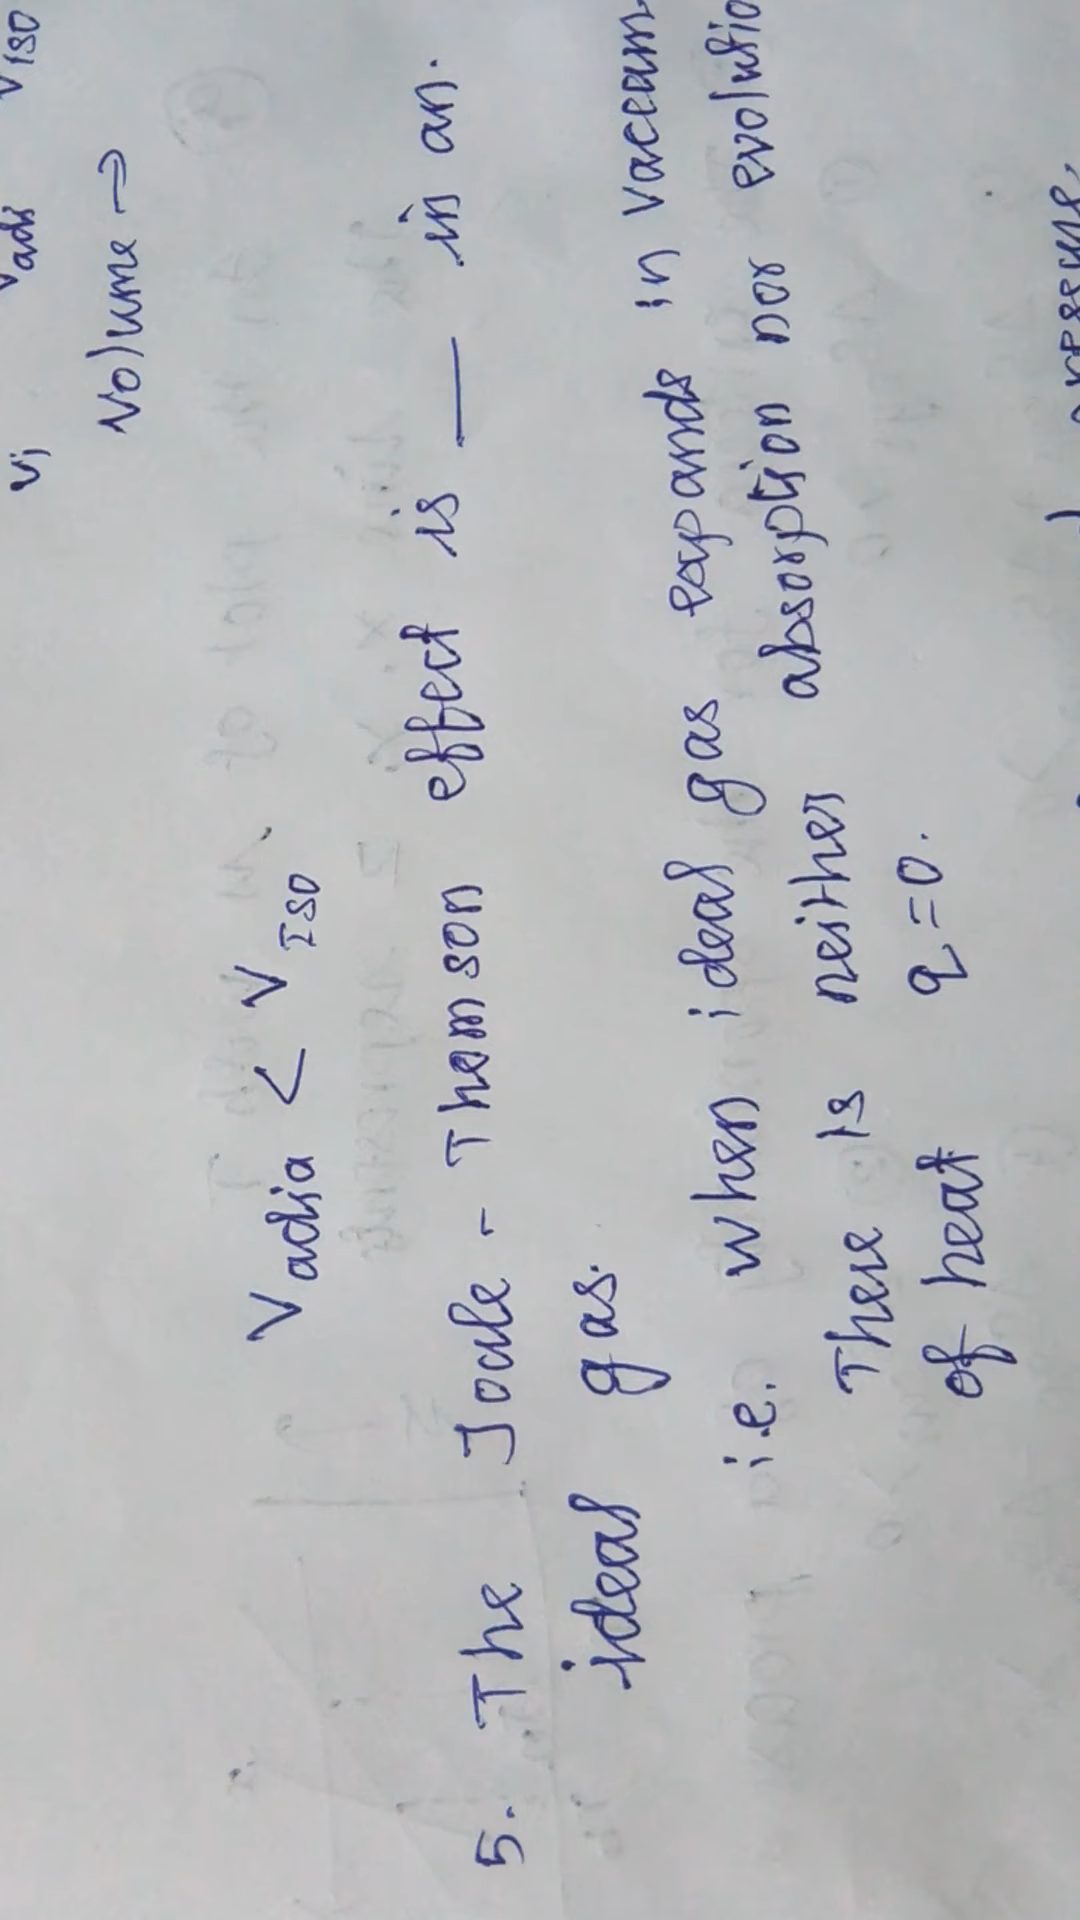 Vi Vadi VISO
Volume →
Vadia < VISO
5. The Joule - Thomson effect is — in an.
ideal gas.
i.e. when ideal gas expands in vaccum
There is neither absorption nor evolutio
of heat q=0.